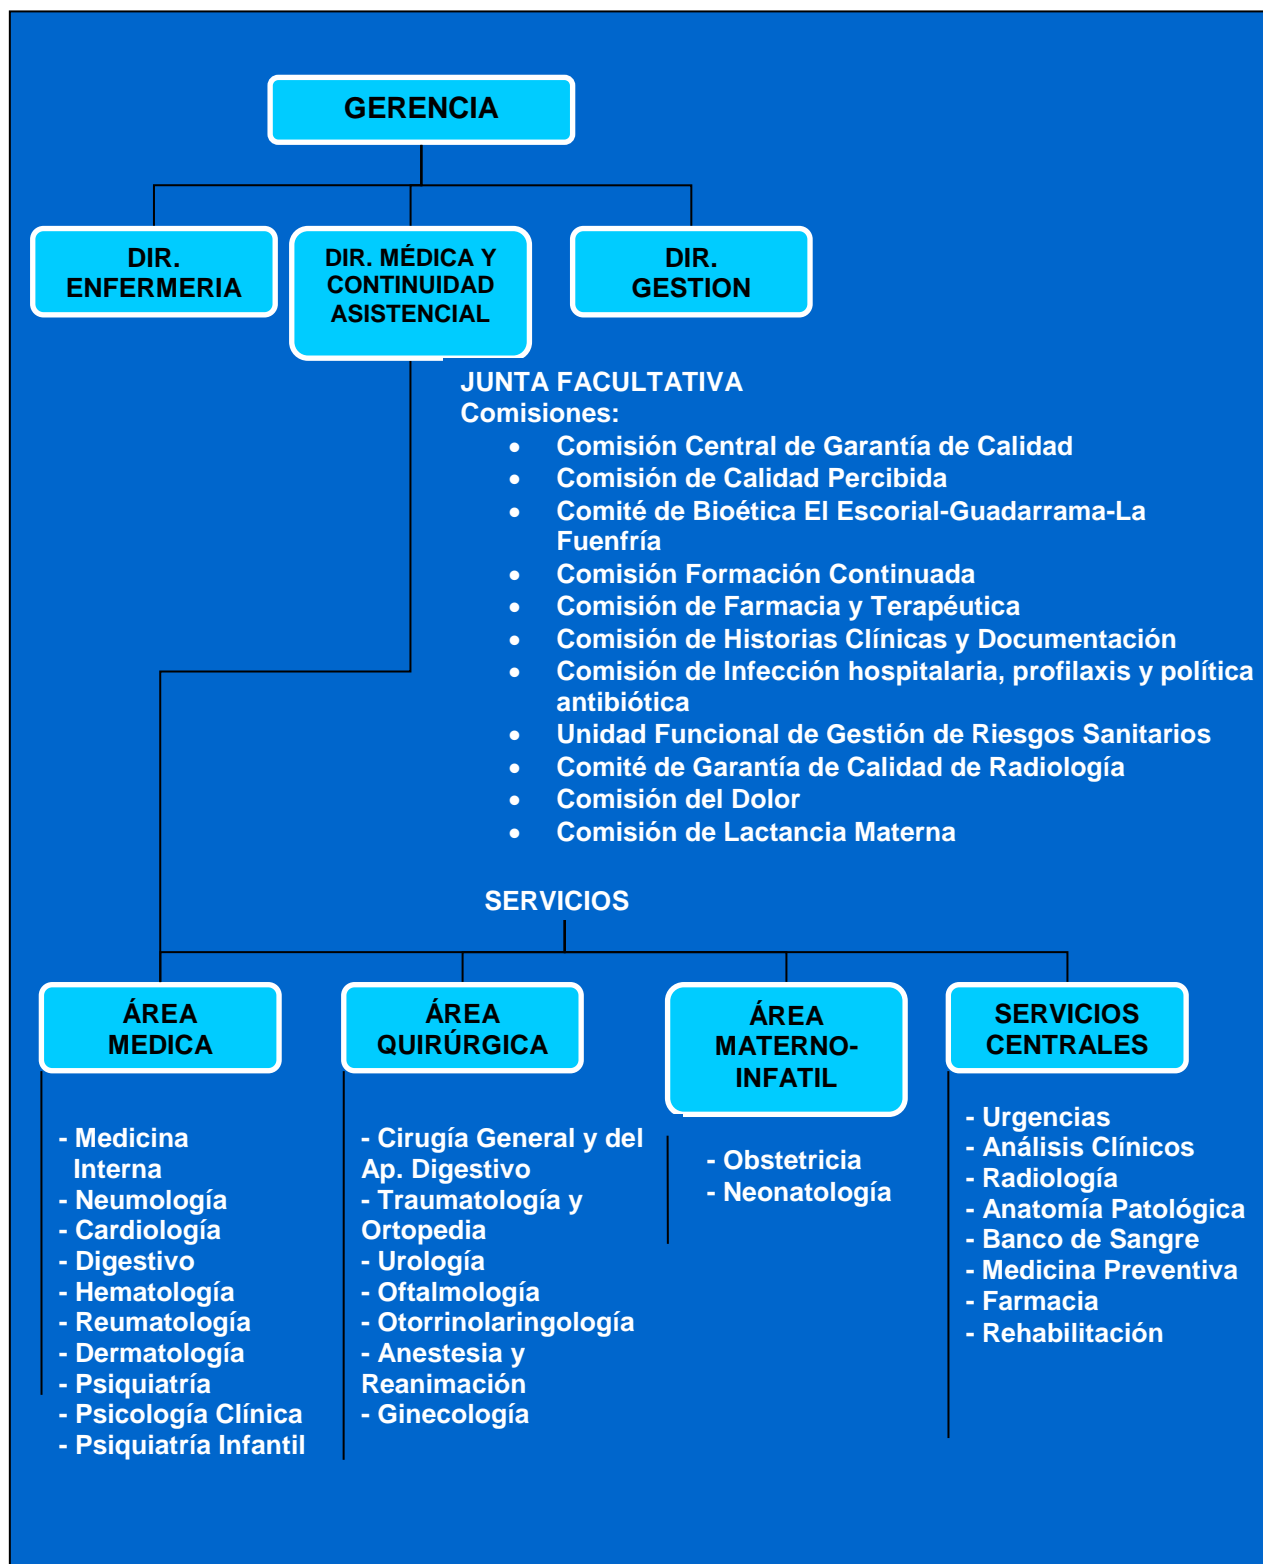 GERENCIA
DIR.
ENFERMERIA
DIR. MÉDICA Y
CONTINUIDAD
ASISTENCIAL
DIR.
GESTION
JUNTA FACULTATIVA
Comisiones:
• Comisión Central de Garantía de Calidad
• Comisión de Calidad Percibida
• Comité de Bioética El Escorial-Guadarrama-La
Fuenfría
• Comisión Formación Continuada
• Comisión de Farmacia y Terapéutica
• Comisión de Historias Clínicas y Documentación
• Comisión de Infección hospitalaria, profilaxis y política
antibiótica
• Unidad Funcional de Gestión de Riesgos Sanitarios
• Comité de Garantía de Calidad de Radiología
• Comisión del Dolor
• Comisión de Lactancia Materna
SERVICIOS
ÁREA
MEDICA
- Medicina
Interna
- Neumología
- Cardiología
- Digestivo
- Hematología
- Reumatología
- Dermatología
- Psiquiatría
- Psicología Clínica
- Psiquiatría Infantil
ÁREA
QUIRÚRGICA
- Cirugía General y del
Ap. Digestivo
- Traumatología y
Ortopedia
- Urología
- Oftalmología
- Otorrinolaringología
- Anestesia y
Reanimación
- Ginecología
ÁREA
MATERNO-
INFATIL
- Obstetricia
- Neonatología
SERVICIOS
CENTRALES
- Urgencias
- Análisis Clínicos
- Radiología
- Anatomía Patológica
- Banco de Sangre
- Medicina Preventiva
- Farmacia
- Rehabilitación